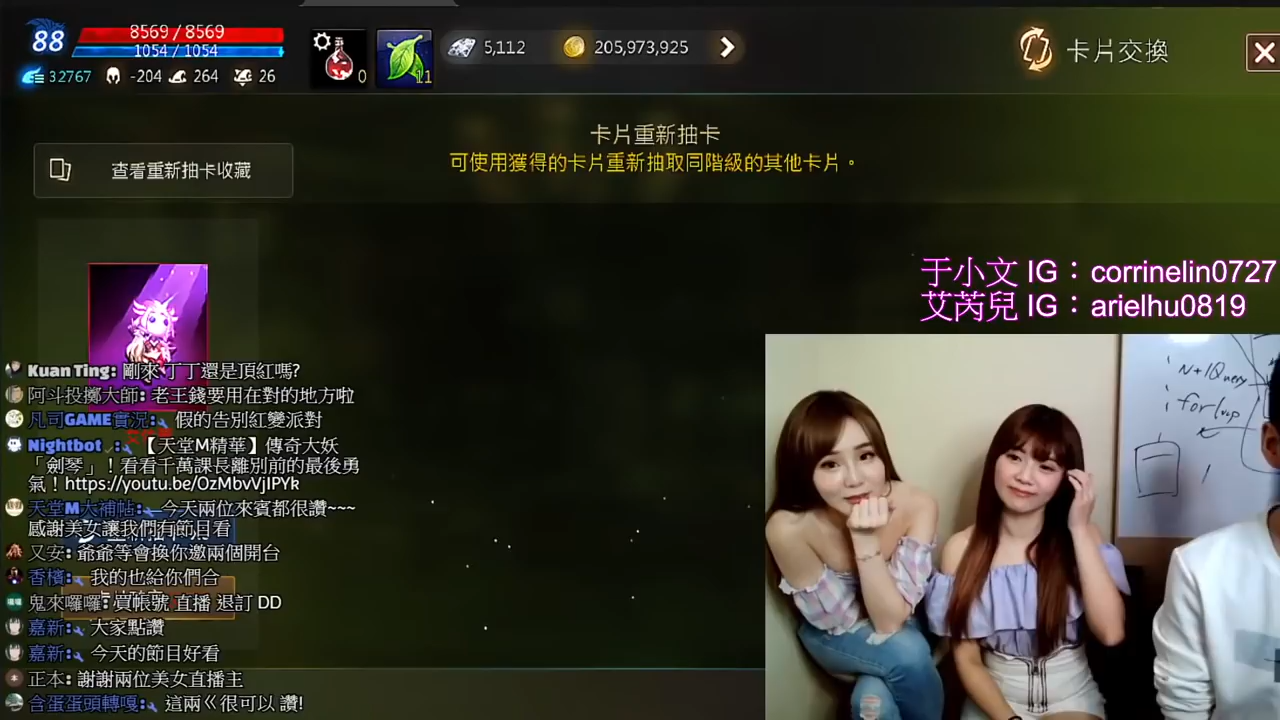 88
8569 / 8569
1054 / 1054
32767
-204
264
26
0
11
5,112
205,973,925
卡片交換
卡片重新抽卡
可使用獲得的卡片重新抽取同階級的其他卡片。
查看重新抽卡收藏
于小文 IG：corrinelin0727
艾芮兒 IG：arielhu0819
N+1Query
for loop
Kuan Ting: 剛來 丁丁還是頂紅嗎?
阿斗投擲大師: 老王錢要用在對的地方啦
凡司GAME實況: 假的告別紅變派對
Nightbot : 【天堂M精華】傳奇大妖
「劍琴」！看看千萬課長離別前的最後勇
氣！https://youtu.be/OzMbvVjIPYk
天堂M大補帖: 今天兩位來賓都很讚~~~
感謝美女讓我們有節目看
又安: 爺爺等會換你邀兩個開台
香檳: 我的也給你們合
鬼來囉囉: 買帳號 直播 退訂 DD
嘉新: 大家點讚
嘉新: 今天的節目好看
正本: 謝謝兩位美女直播主
含蛋蛋頭轉嘎: 這兩ㄍ很可以 讚!